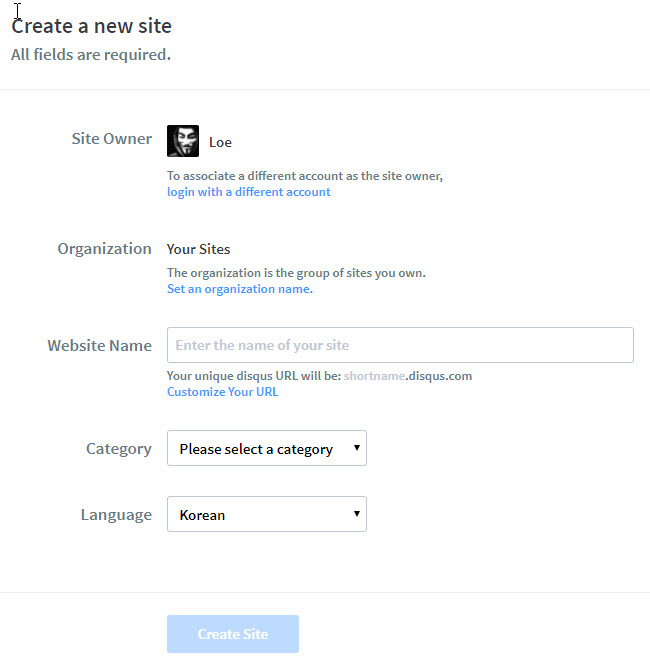 Create a new site
All fields are required.
Site Owner
Loe
To associate a different account as the site owner,
login with a different account
Organization
Your Sites
The organization is the group of sites you own.
Set an organization name.
Website Name
Enter the name of your site
Your unique disqus URL will be: shortname.disqus.com
Customize Your URL
Category
Please select a category
Language
Korean
Create Site